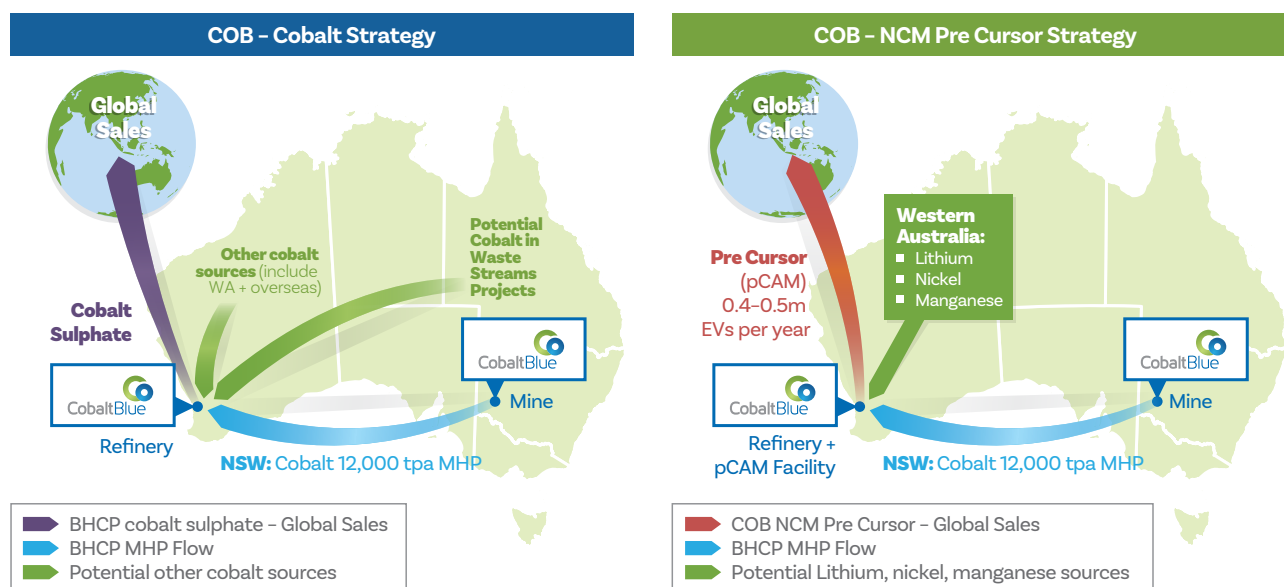 COB – Cobalt Strategy
Global
Sales
Potential
Cobalt in
Waste
Streams
Projects
Other cobalt
sources (include
WA + overseas)
Cobalt
Sulphate
CobaltBlue
CobaltBlue
Mine
Refinery
NSW: Cobalt 12,000 tpa MHP
BHCP cobalt sulphate – Global Sales
BHCP MHP Flow
Potential other cobalt sources
COB – NCM Pre Cursor Strategy
Global
Sales
Western
Australia:
Lithium
Nickel
Manganese
Pre Cursor
(pCAM)
0.4–0.5m
EVs per year
CobaltBlue
CobaltBlue
Mine
Refinery +
pCAM Facility
NSW: Cobalt 12,000 tpa MHP
COB NCM Pre Cursor – Global Sales
BHCP MHP Flow
Potential Lithium, nickel, manganese sources